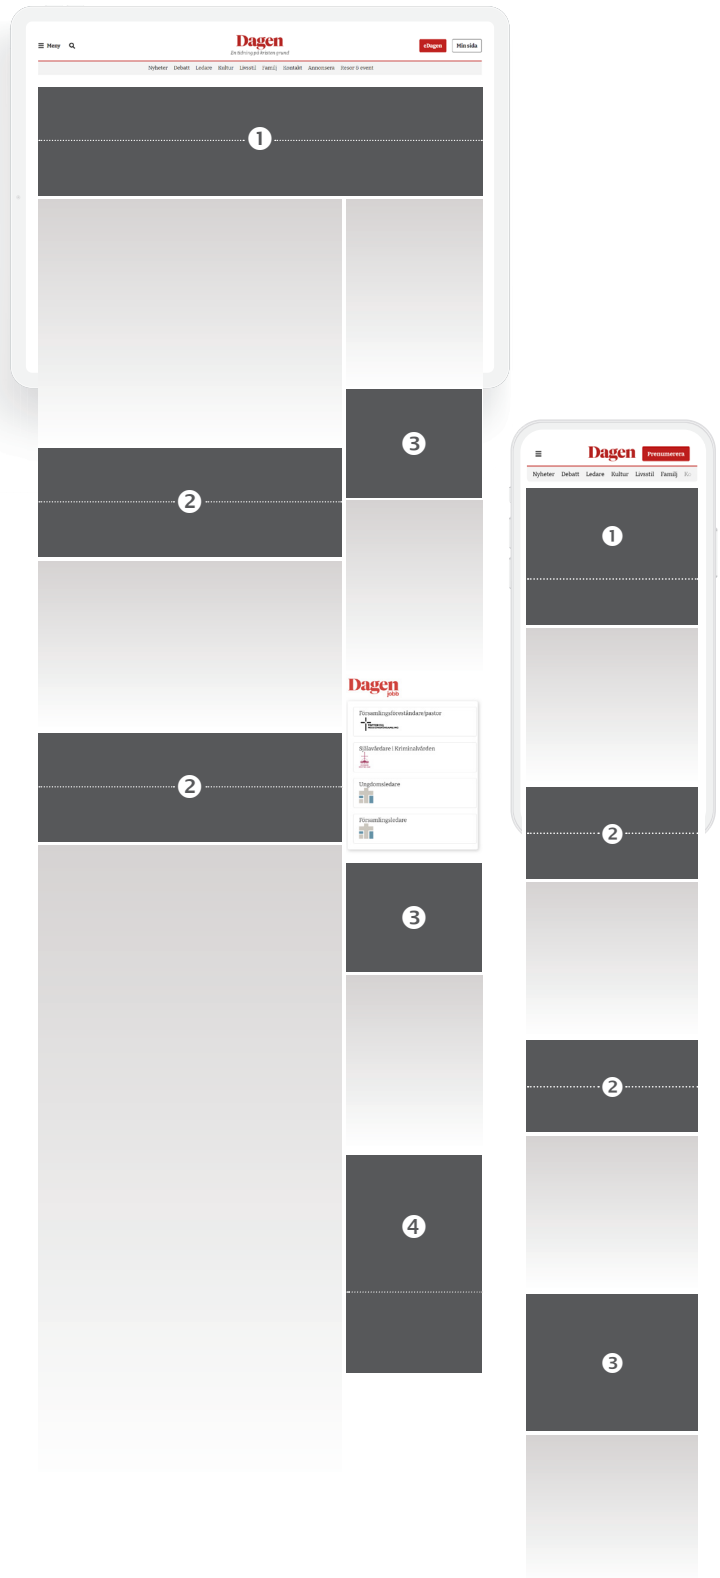 Meny
Dagen
En tidning på kristen grund
eDagen
Min sida
Nyheter Debatt Ledare Kultur Livsstil Familj Kontakt Annonsera Resor & event
1
3
2
Dagen
jobb
Församlingsföreståndare/pastor
Själavårdare i Kriminalvården
Ungdomsledare
Församlingsledare
2
3
4
Dagen
Prenumerera
Nyheter Debatt Ledare Kultur Livsstil Familj
1
2
2
3